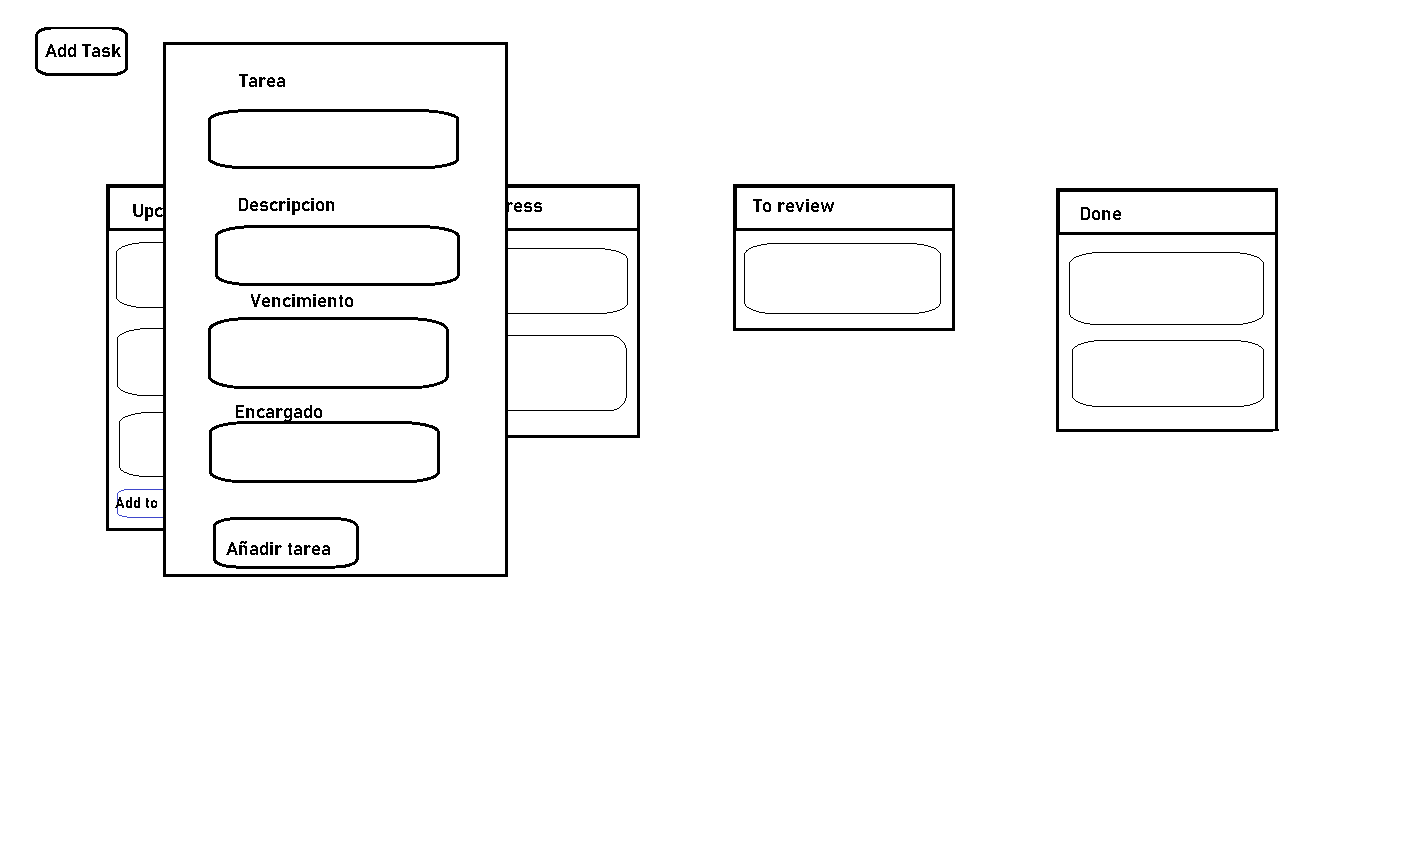 Add Task
Tarea
Descripcion
Vencimiento
Encargado
Añadir tarea
Upc
Add to
ress
To review
Done